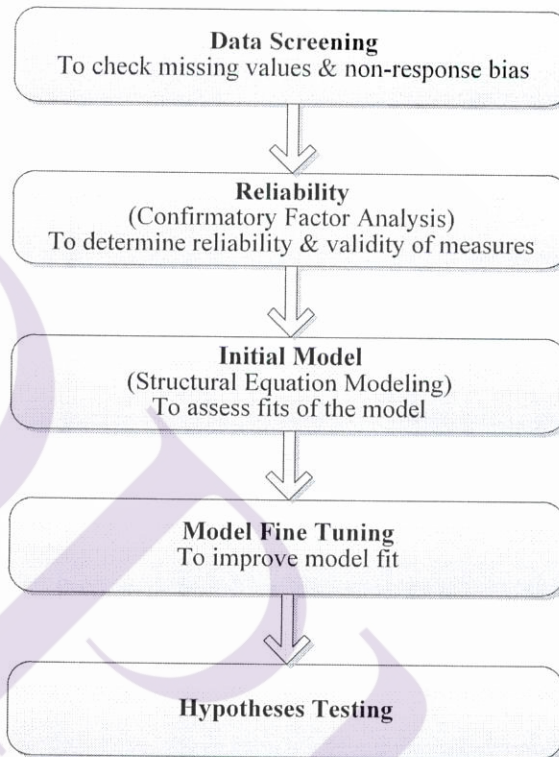 Data Screening
To check missing values & non-response bias
Reliability
(Confirmatory Factor Analysis)
To determine reliability & validity of measures
Initial Model
(Structural Equation Modeling)
To assess fits of the model
Model Fine Tuning
To improve model fit
Hypotheses Testing